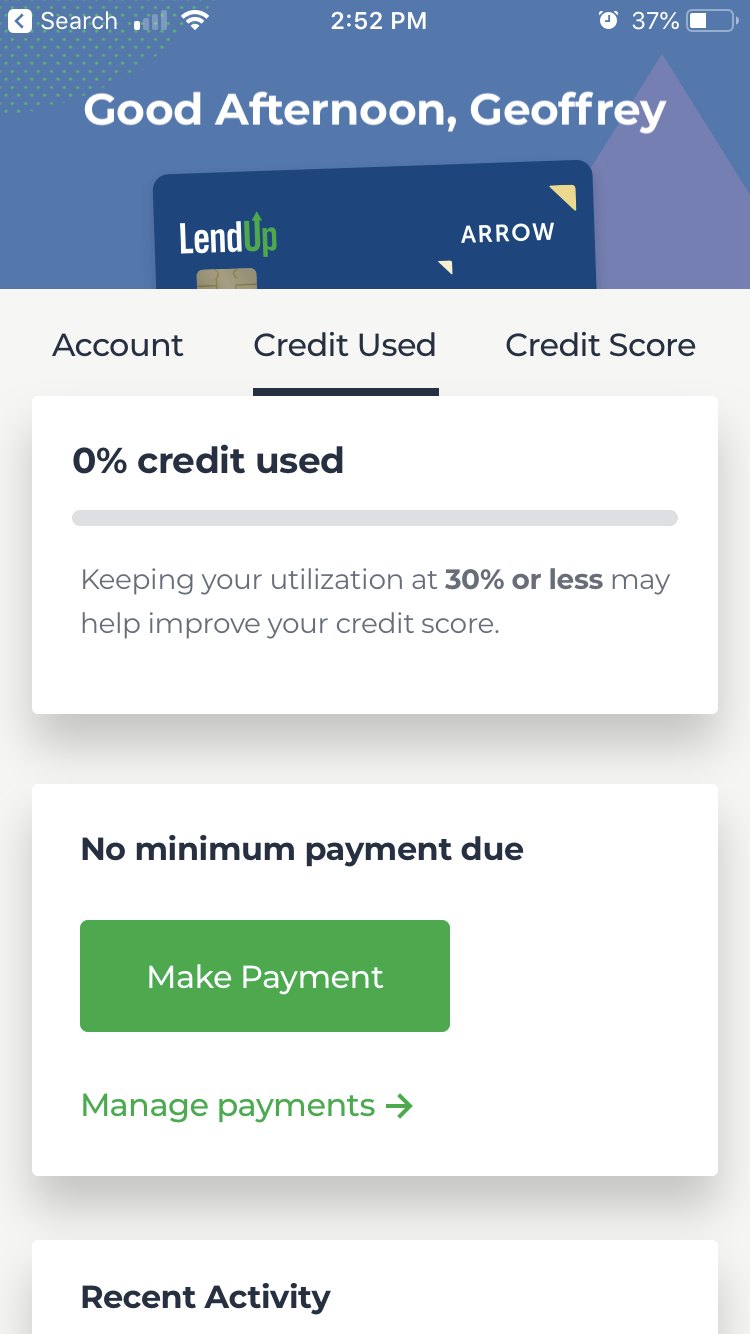 Search 2:52 PM 37%
Good Afternoon, Geoffrey
LendUp ARROW
Account Credit Used Credit Score
0% credit used
Keeping your utilization at 30% or less may
help improve your credit score.
No minimum payment due
Make Payment
Manage payments →
Recent Activity